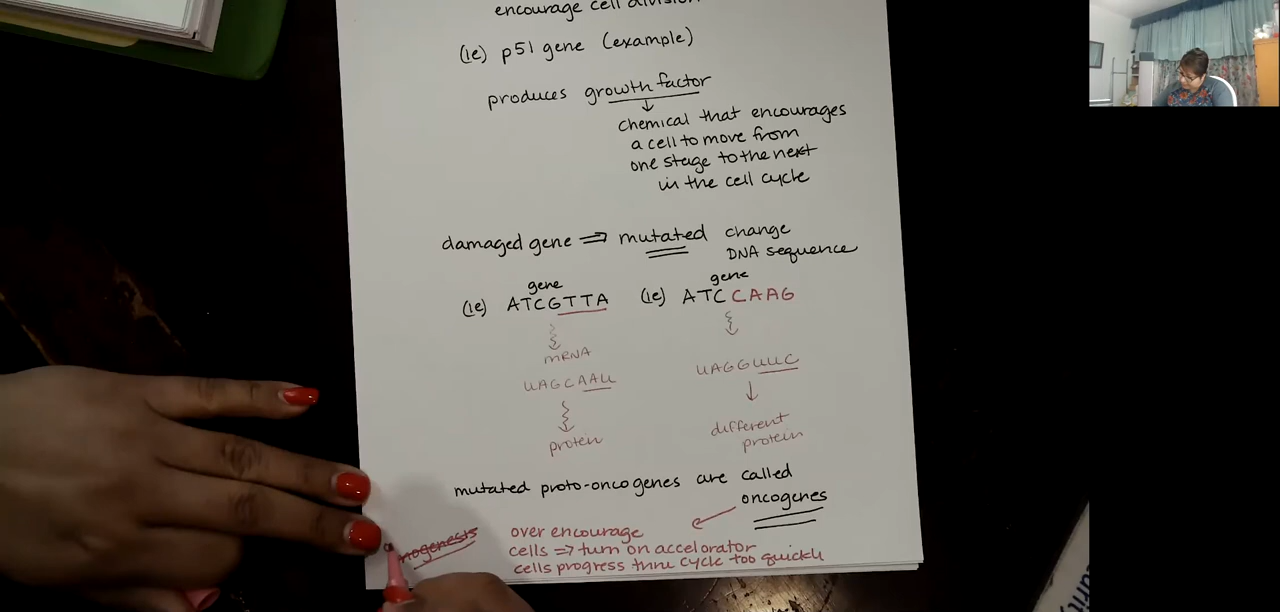 encourage cell division
(ie) p51 gene (example)
produces growth factor
chemical that encourages
a cell to move from
one stage to the next
in the cell cycle
damaged gene ⇒ mutated change
DNA sequence
gene
(ie) ATCGTTA
mRNA
UAGCAAU
protein
gene
(ie) ATCCAAG
UAGGUUC
different
protein
mutated proto-oncogenes are called
oncogenes
over encourage
cells ⇒ turn on accelorator
cells progress thru cycle too quickly
nogenesis